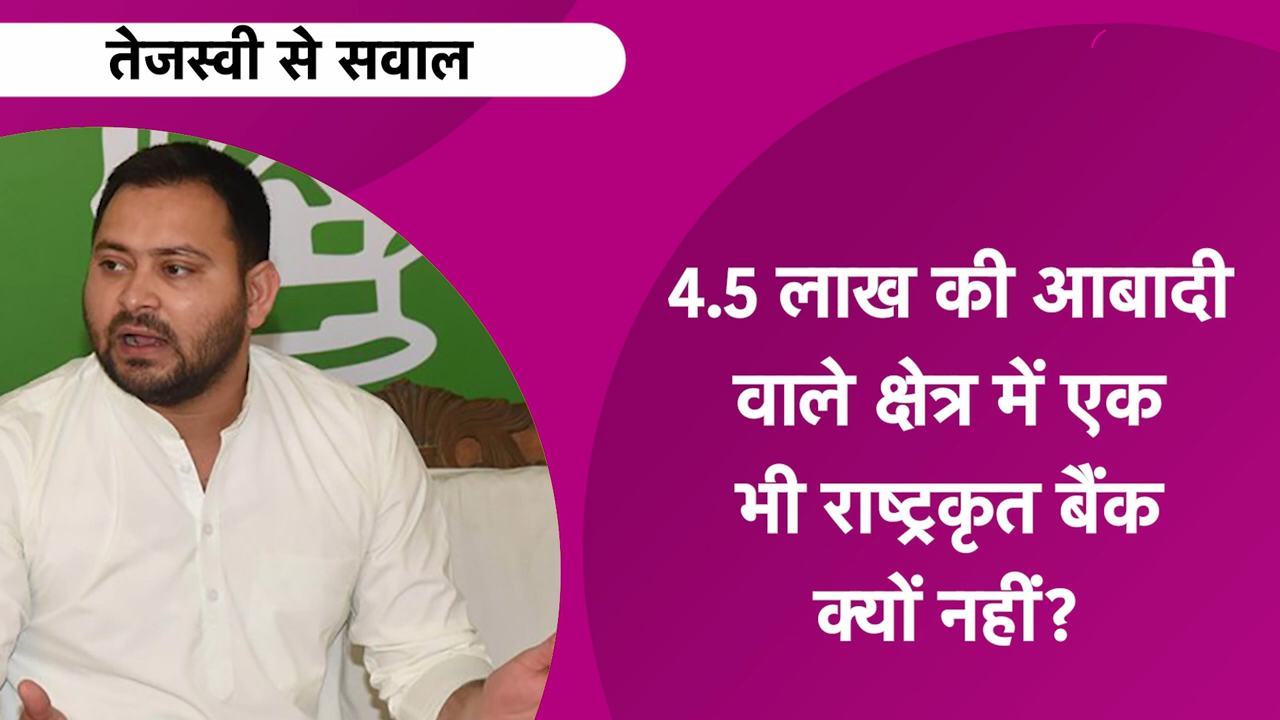 तेजस्वी से सवाल
4.5 लाख की आबादी
वाले क्षेत्र में एक
भी राष्ट्रकृत बैंक
क्यों नहीं?